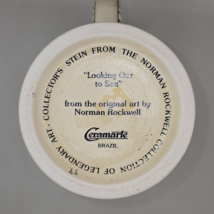 COLLECTOR'S STEIN FROM THE NORMAN ROCKWELL COLLECTION OF LEGENDARY ART -
"Looking Out
to Sea"
from the original art by
Norman Rockwell
Ceramarte
BRAZIL